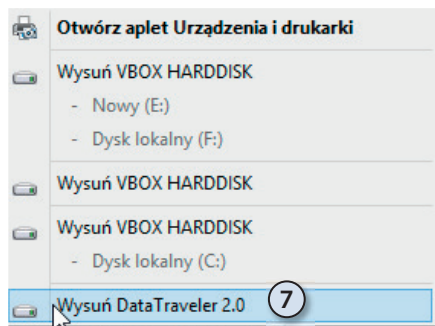 Otwórz aplet Urządzenia i drukarki
Wysuń VBOX HARDDISK
- Nowy (E:)
- Dysk lokalny (F:)
Wysuń VBOX HARDDISK
Wysuń VBOX HARDDISK
- Dysk lokalny (C:)
Wysuń DataTraveler 2.0 7